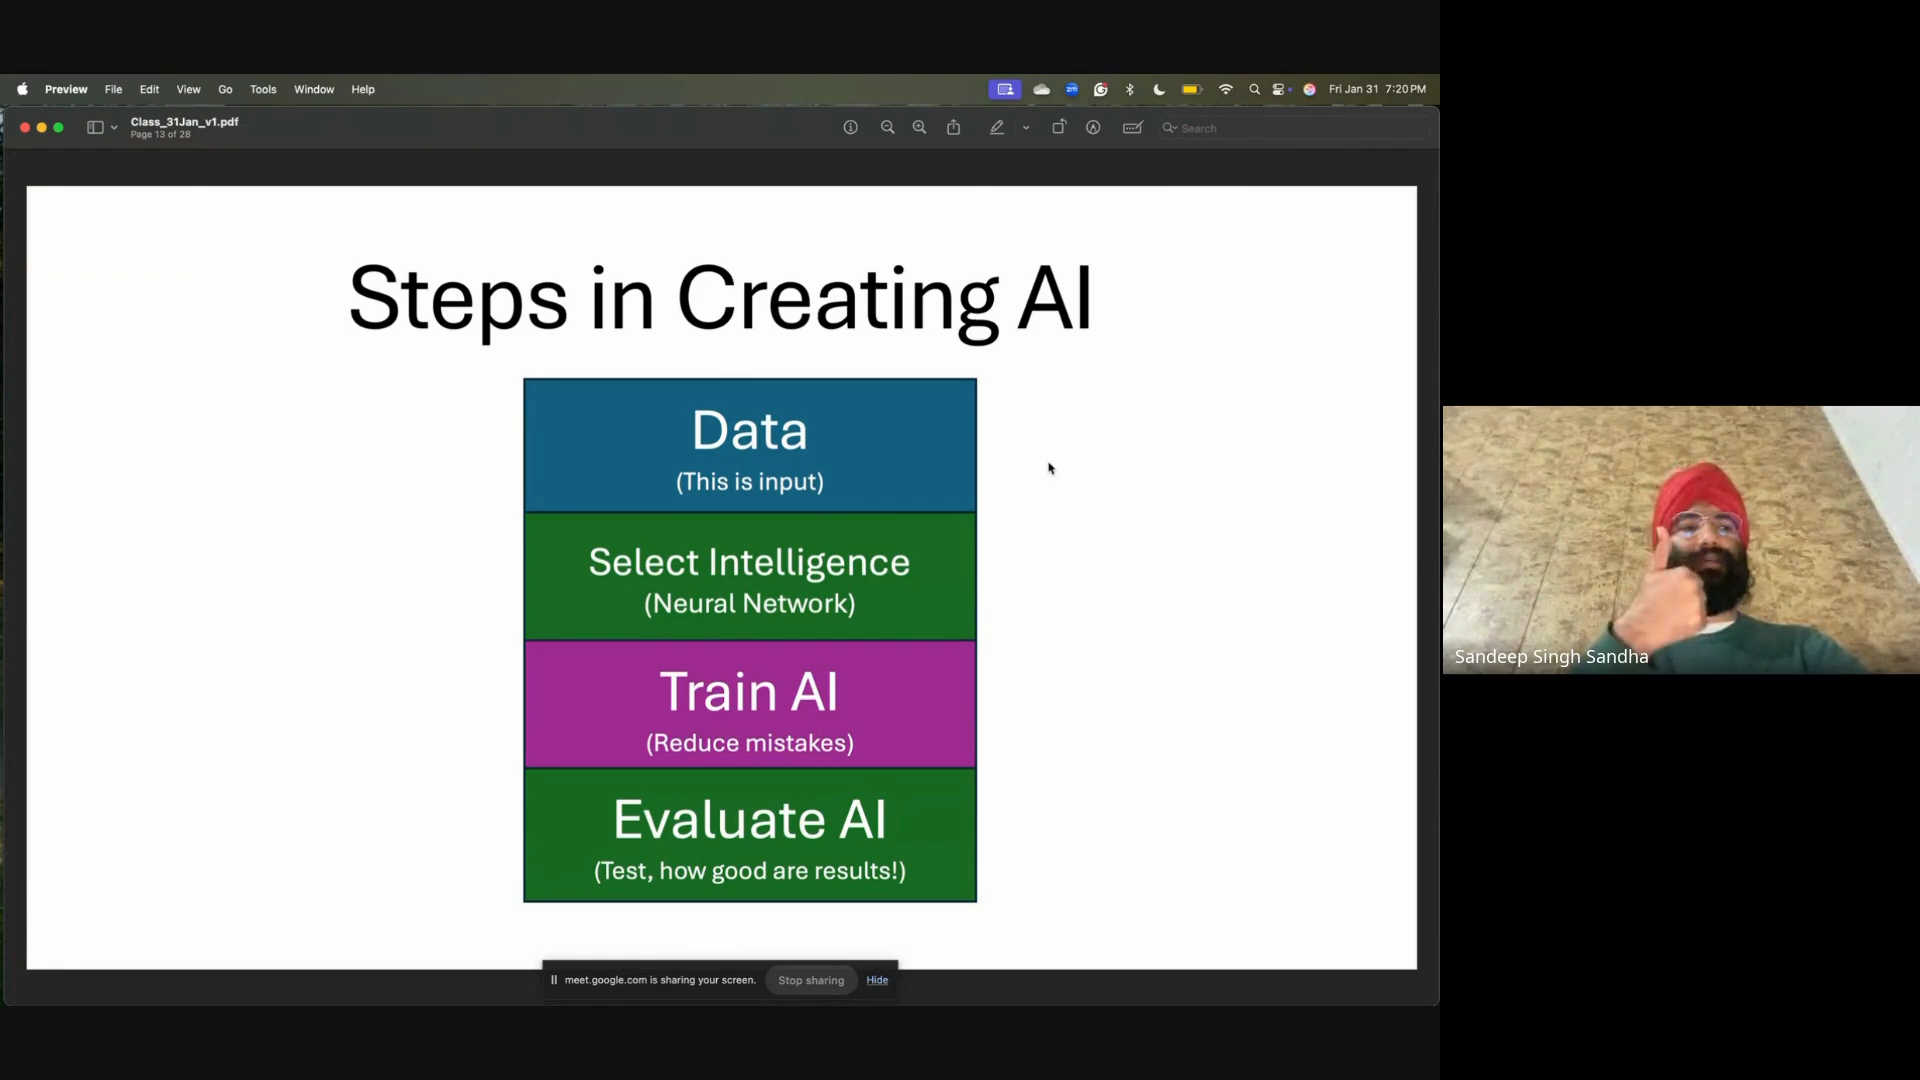 Preview File Edit View Go Tools Window Help
zm
Fri Jan 31 7:20 PM
Class_31Jan_v1.pdf
Page 13 of 28
Search
Steps in Creating AI
Data
(This is input)
Select Intelligence
(Neural Network)
Train AI
(Reduce mistakes)
Evaluate AI
(Test, how good are results!)
meet.google.com is sharing your screen. Stop sharing Hide
Sandeep Singh Sandha